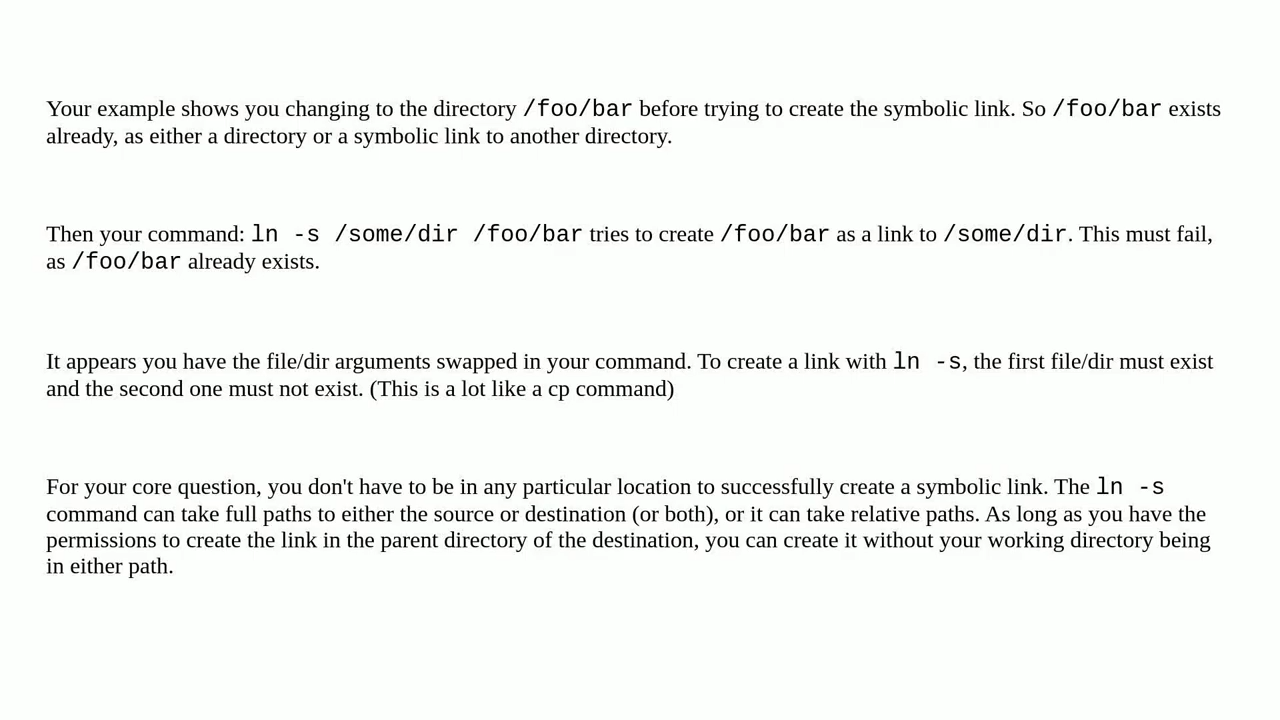 Your example shows you changing to the directory /foo/bar before trying to create the symbolic link. So /foo/bar exists
already, as either a directory or a symbolic link to another directory.
Then your command: ln -s /some/dir /foo/bar tries to create /foo/bar as a link to /some/dir. This must fail,
as /foo/bar already exists.
It appears you have the file/dir arguments swapped in your command. To create a link with ln -s, the first file/dir must exist
and the second one must not exist. (This is a lot like a cp command)
For your core question, you don't have to be in any particular location to successfully create a symbolic link. The ln -s
command can take full paths to either the source or destination (or both), or it can take relative paths. As long as you have the
permissions to create the link in the parent directory of the destination, you can create it without your working directory being
in either path.